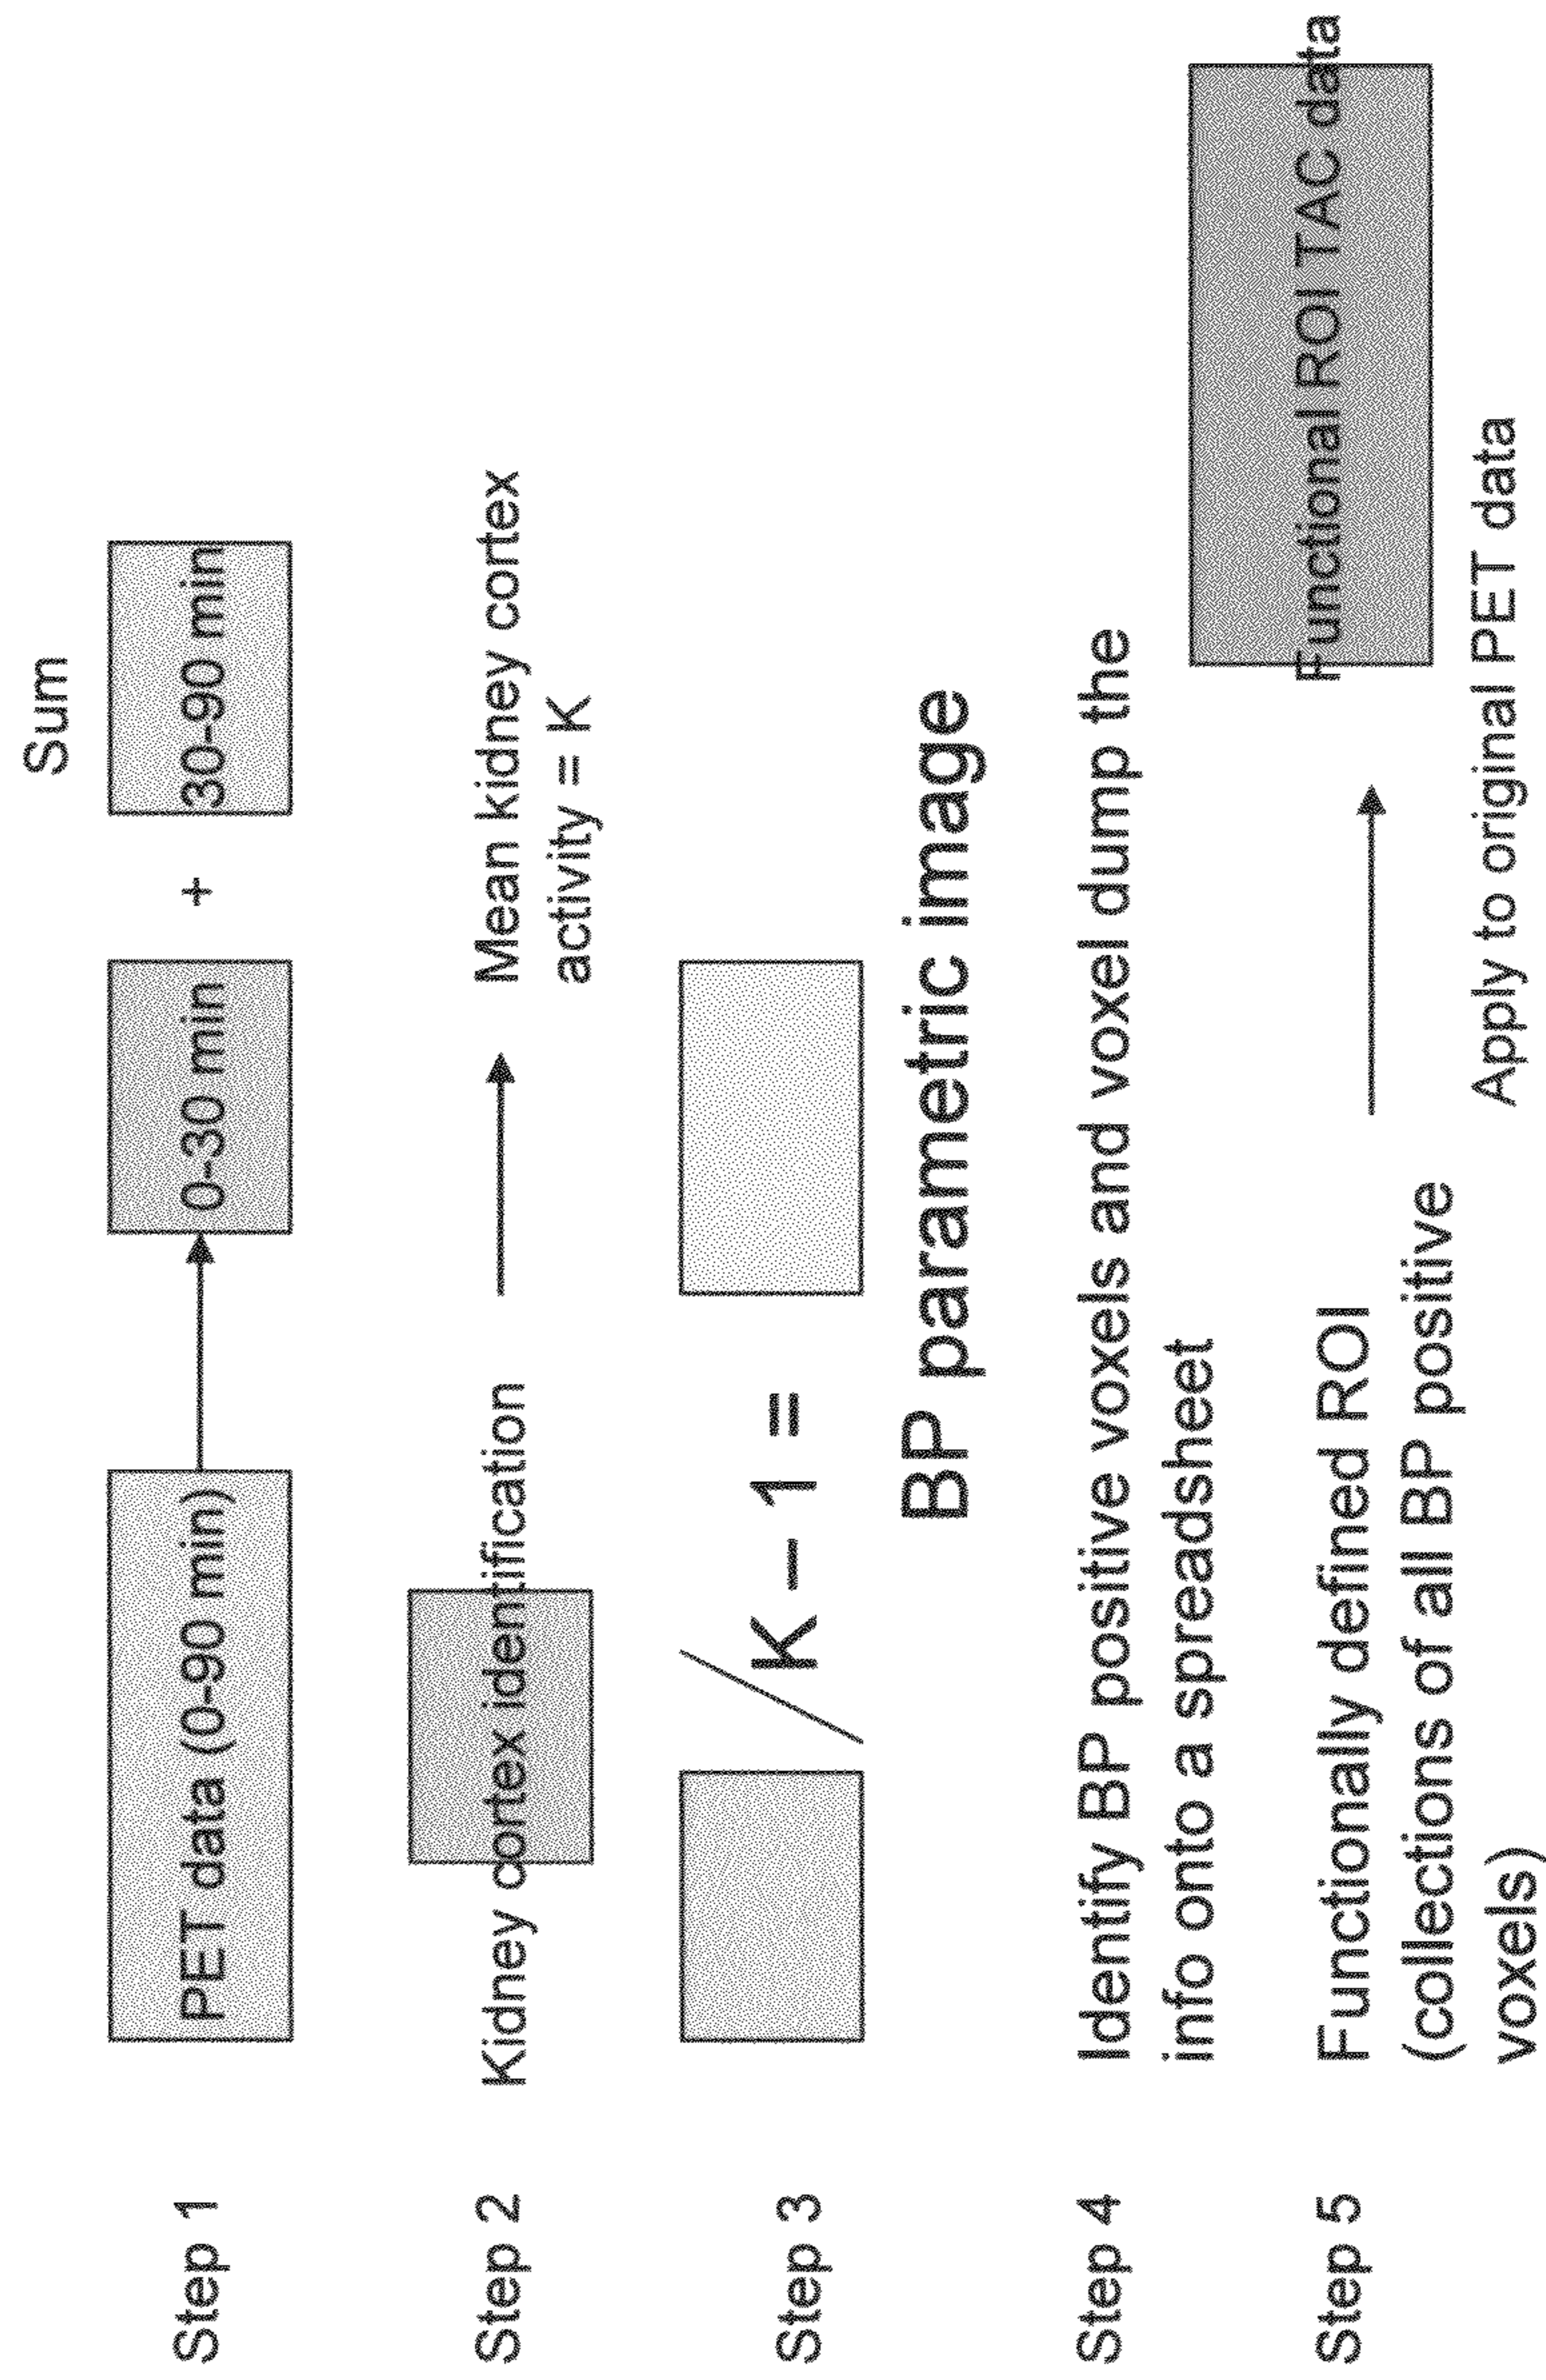 Sum
Step 1
PET data (0-90 min)
0-30 min
+
30-90 min
Step 2
Kidney cortex identification
Mean kidney cortex
activity = K
Step 3
K – 1 =
BP parametric image
Step 4
Identify BP positive voxels and voxel dump the
info onto a spreadsheet
Step 5
Functionally defined ROI
(collections of all BP positive
voxels)
Functional ROI TAC data
Apply to original PET data